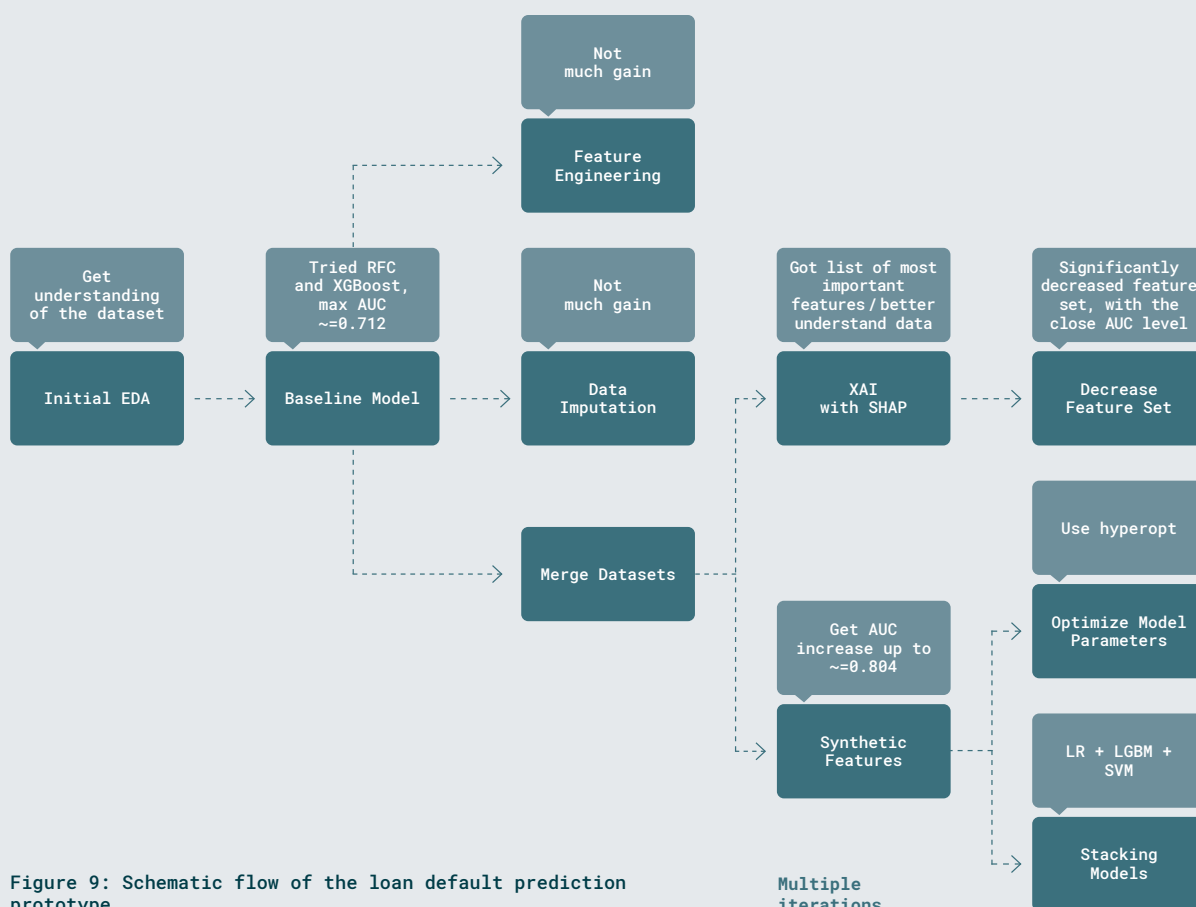 Not
much gain
Feature
Engineering
Get
understanding
of the dataset
Initial EDA
Tried RFC
and XGBoost,
max AUC
~=0.712
Baseline Model
Not
much gain
Data
Imputation
Got list of most
important
features / better
understand data
XAI
with SHAP
Significantly
decreased feature
set, with the
close AUC level
Decrease
Feature Set
Merge Datasets
Use hyperopt
Optimize Model
Parameters
Get AUC
increase up to
~=0.804
Synthetic
Features
LR + LGBM +
SVM
Stacking
Models
Figure 9: Schematic flow of the loan default prediction
prototype
Multiple
iterations